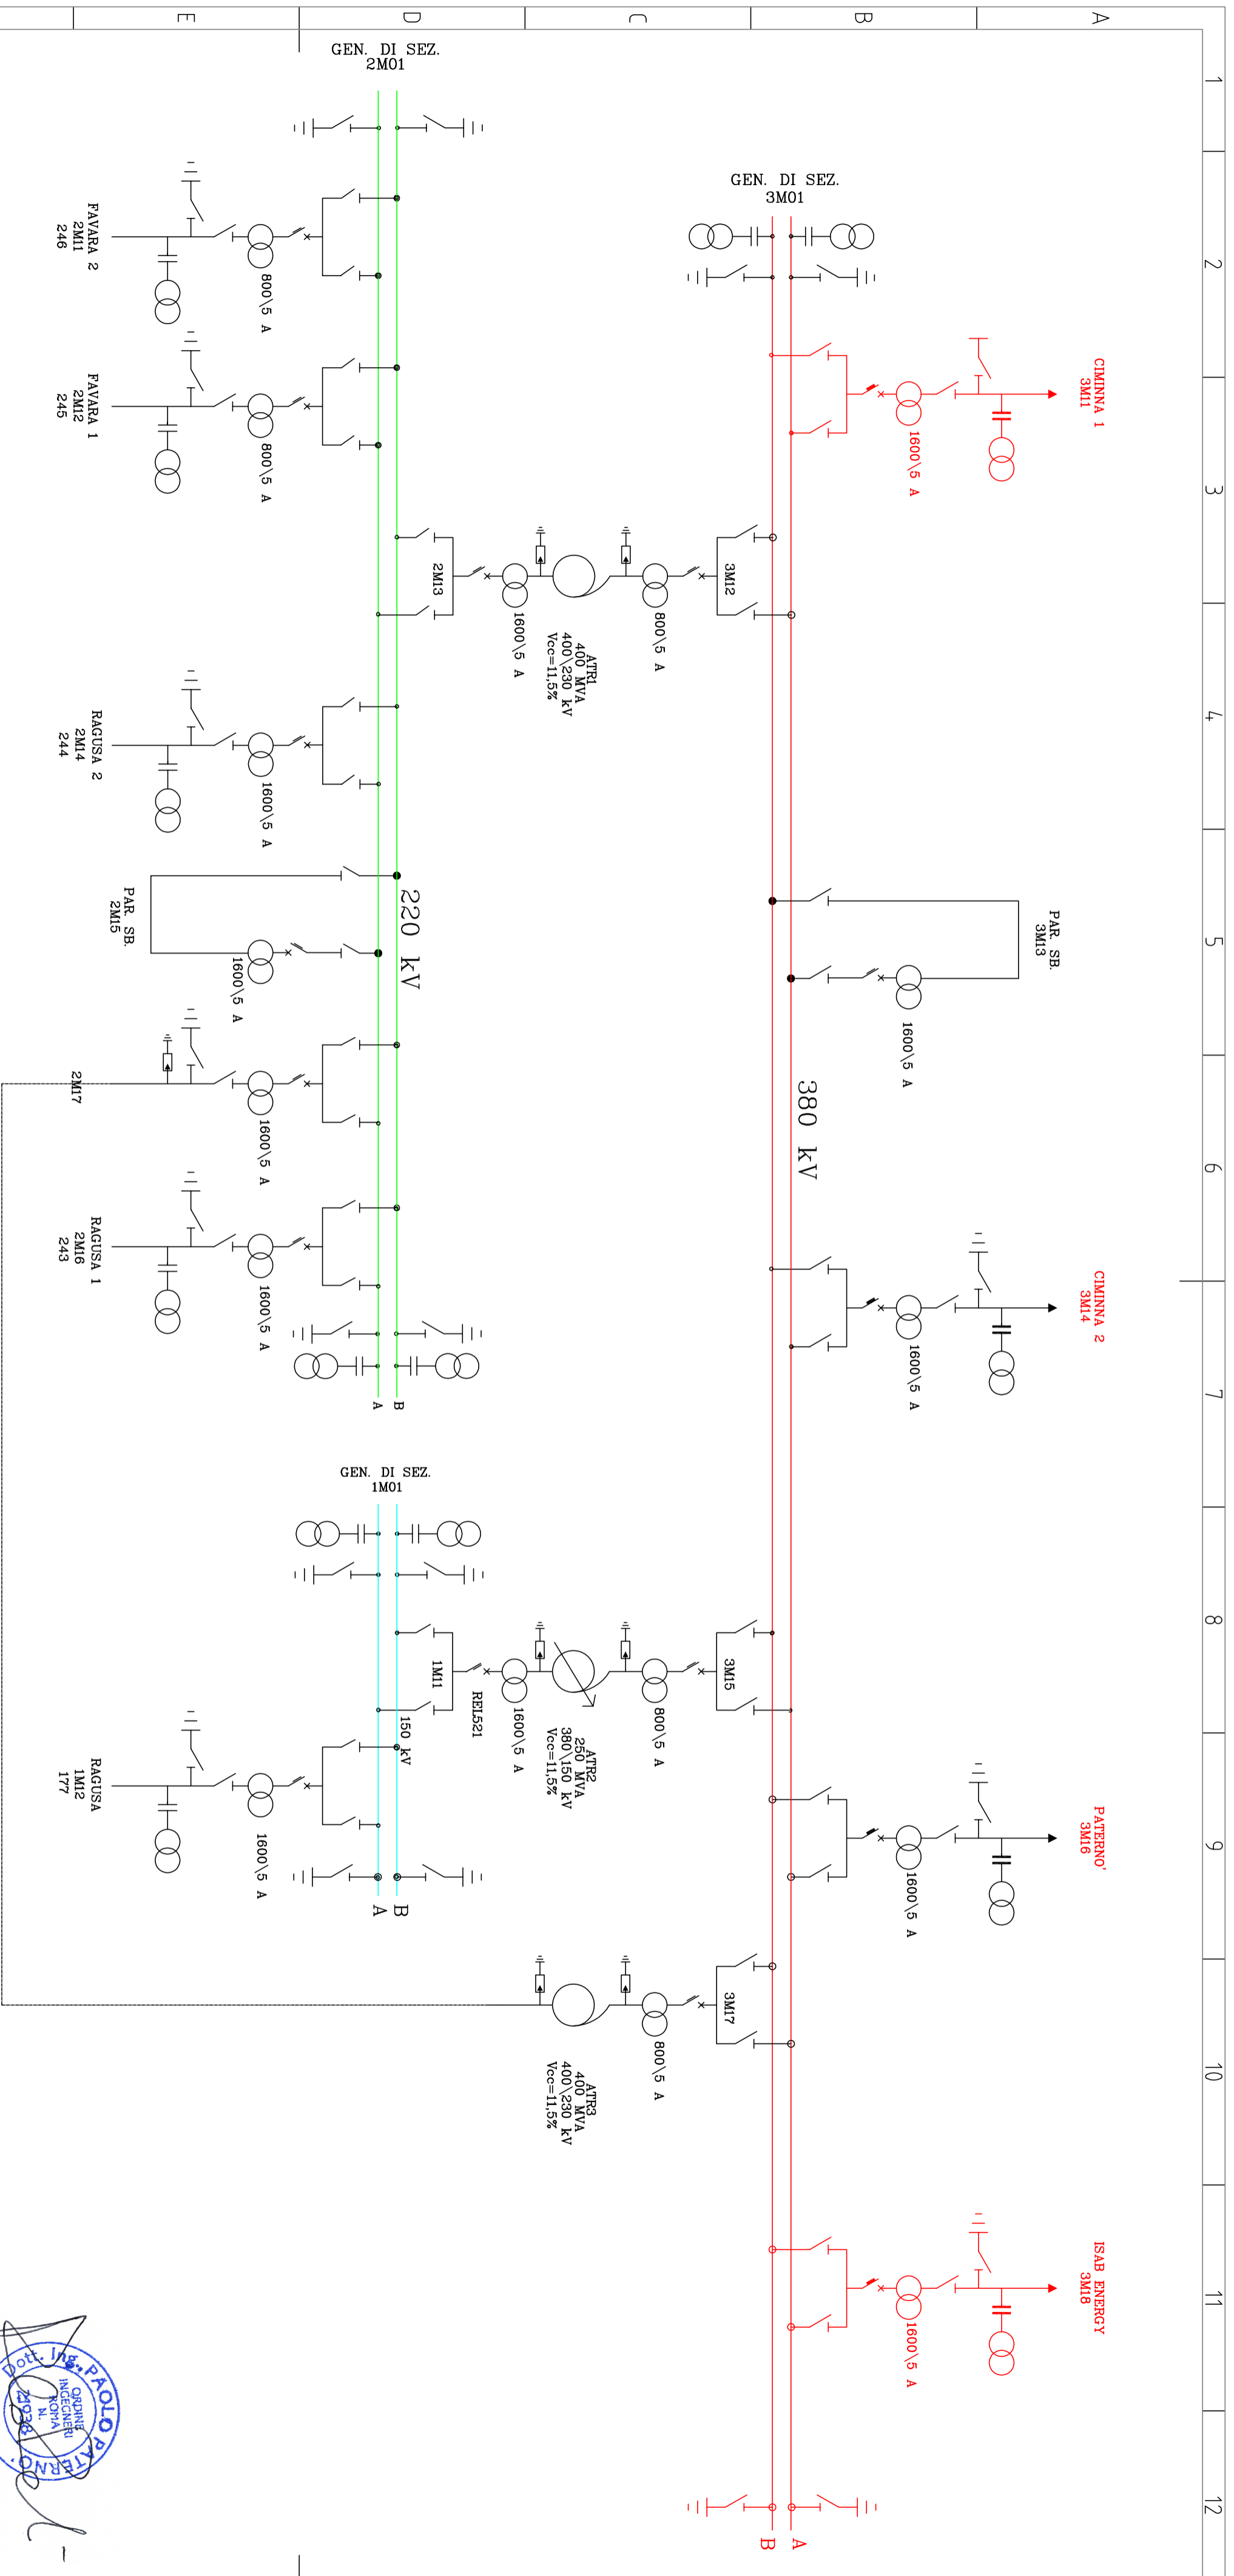 A
B
C
D
E
1
2
3
4
5
6
7
8
9
10
11
12
CIMINNA 1
3M11
1600\5 A
PAR. SB.
3M13
1600\5 A
CIMINNA 2
3M14
1600\5 A
PATERNO'
3M16
1600\5 A
ISAB ENERGY
3M18
1600\5 A
GEN. DI SEZ.
3M01
380 kV
A
B
3M12
800\5 A
ATR1
400 MVA
400\230 kV
Vcc=11,5%
1600\5 A
2M13
3M15
800\5 A
ATR2
250 MVA
380\150 kV
Vcc=11,5%
1600\5 A
REL521
1M11
3M17
800\5 A
ATR3
400 MVA
400\230 kV
Vcc=11,5%
GEN. DI SEZ.
2M01
220 kV
B
A
GEN. DI SEZ.
1M01
150 kV
B
A
800\5 A
FAVARA 2
2M11
246
800\5 A
FAVARA 1
2M12
245
1600\5 A
RAGUSA 2
2M14
244
1600\5 A
PAR. SB.
2M15
1600\5 A
2M17
1600\5 A
RAGUSA 1
2M16
243
1600\5 A
RAGUSA
1M12
177
Dott. Ing. PAOLO PATERNO'
ORDINE
INGEGNERI
ROMA
N.